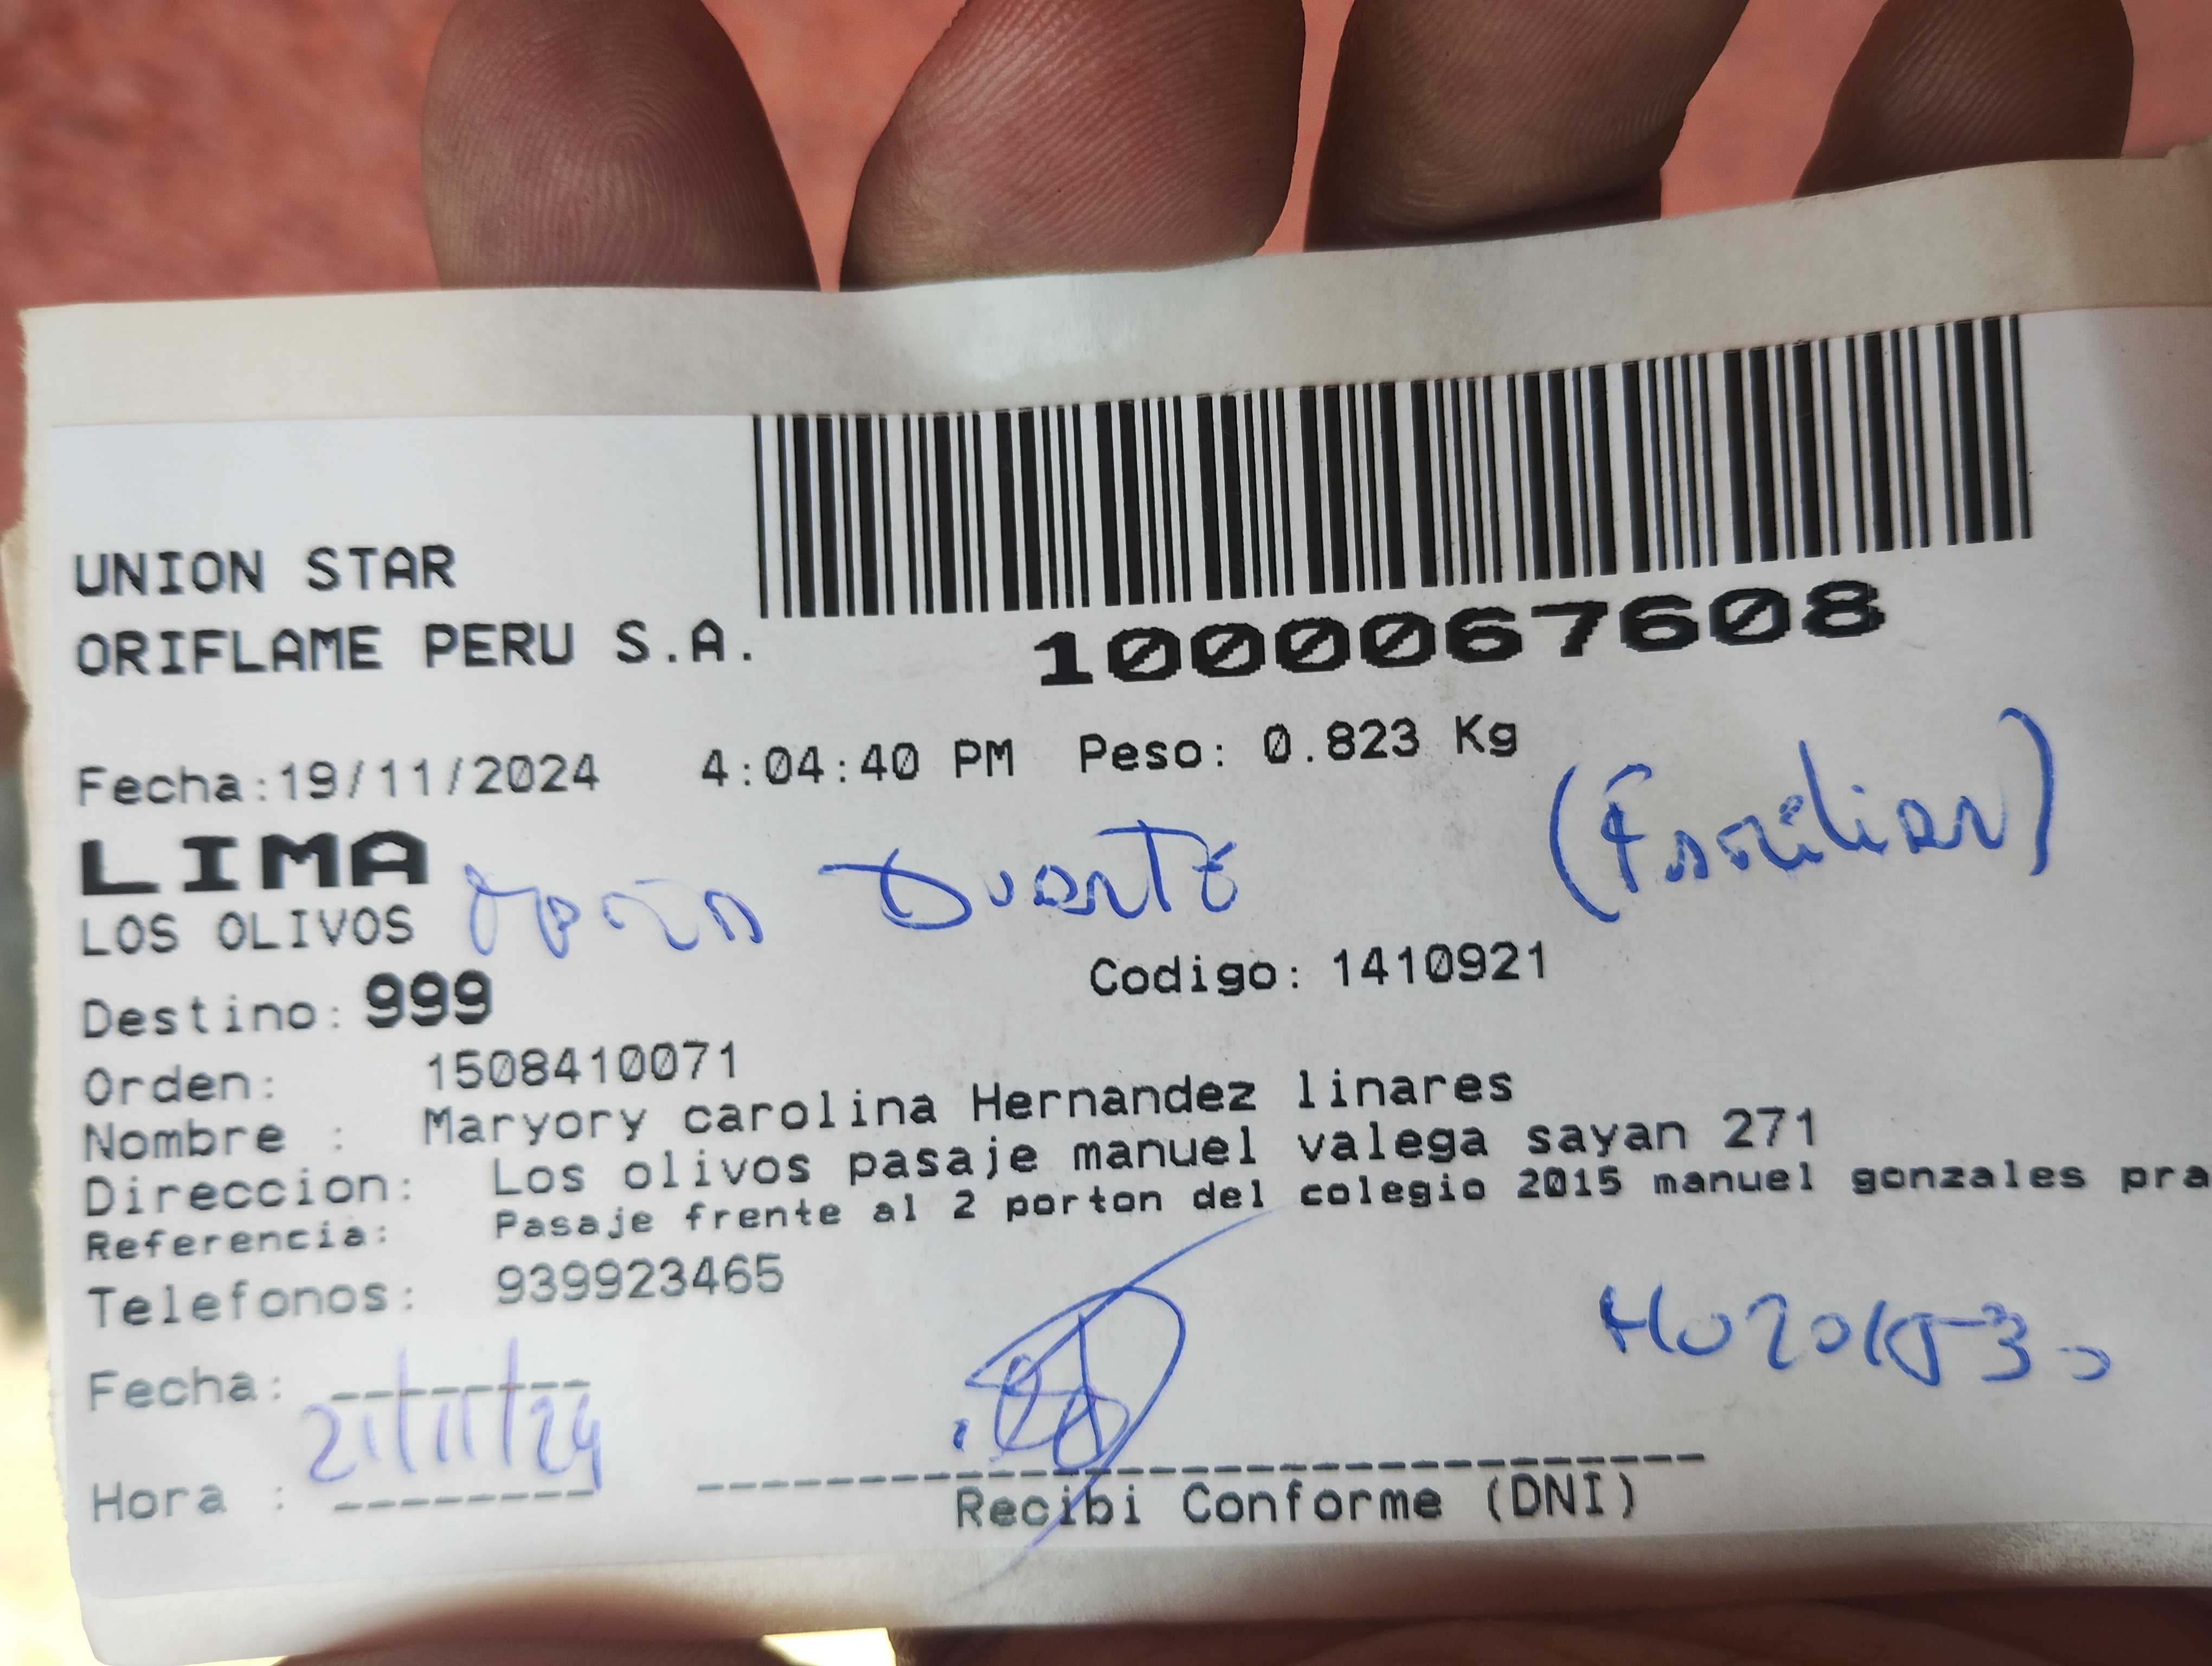 UNION STAR
ORIFLAME PERU S.A.
1000067608
Fecha:19/11/2024 4:04:40 PM Peso: 0.823 Kg
LIMA
(Familiar)
LOS OLIVOS Duarte
Destino: 999 Codigo: 1410921
Orden: 1508410071
Nombre : Maryory carolina Hernandez linares
Direccion: Los olivos pasaje manuel valega sayan 271
Referencia: Pasaje frente al 2 porton del colegio 2015 manuel gonzales pra
Telefonos: 939923465
Fecha: 21/11/24
Hora :
Recibi Conforme (DNI)